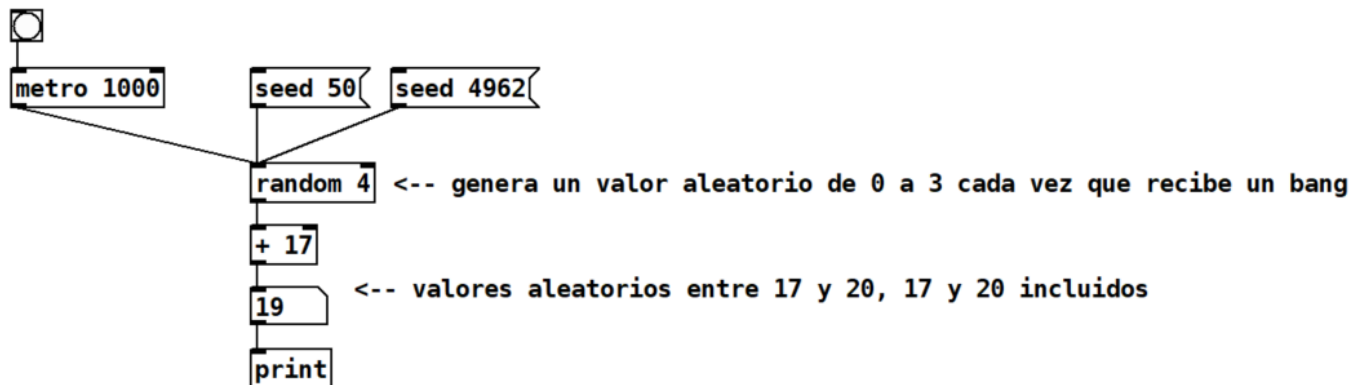 metro 1000
seed 50
seed 4962
random 4
<-- genera un valor aleatorio de 0 a 3 cada vez que recibe un bang
+ 17
19
<-- valores aleatorios entre 17 y 20, 17 y 20 incluidos
print